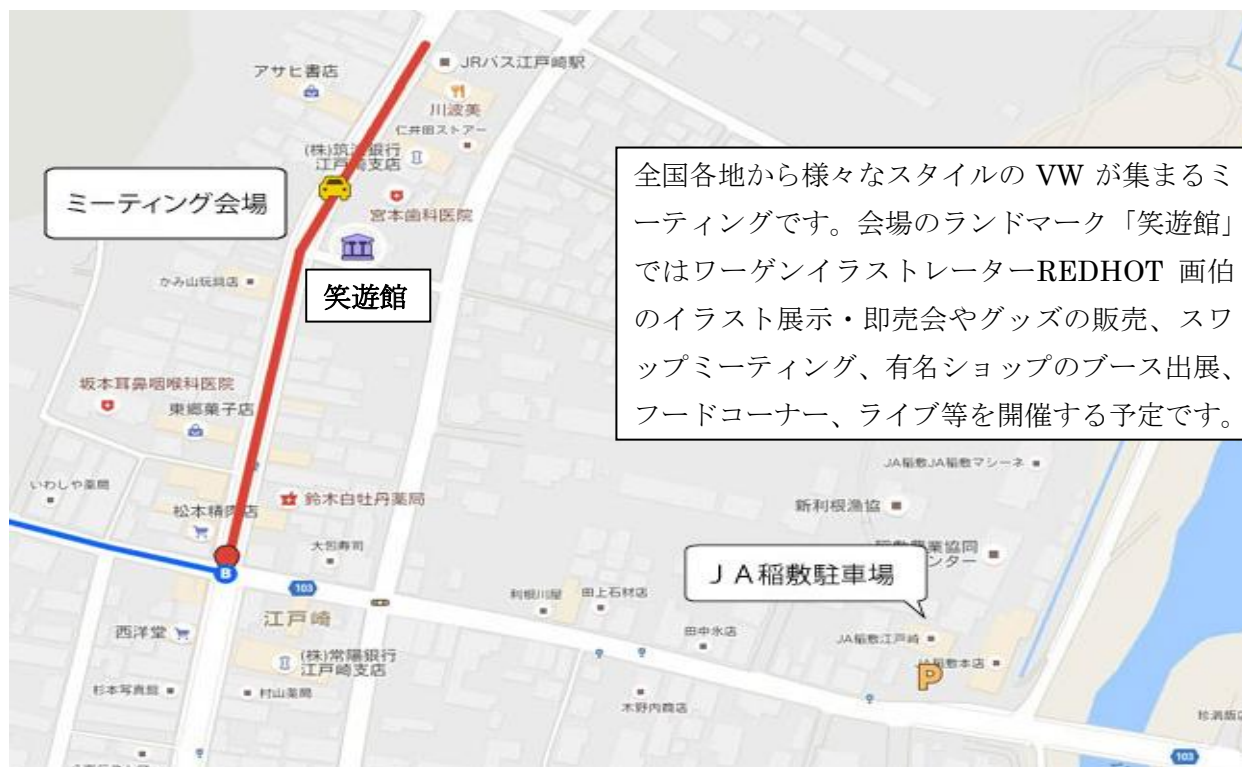 アサヒ書店
JRバス江戸崎駅
川波美
仁井田ストアー
(株)筑波銀行
江戸崎支店
ミーティング会場
宮本歯科医院
笑遊館
かみ山玩具店
全国各地から様々なスタイルの VW が集まるミ
ーティングです。会場のランドマーク「笑遊館」
ではワーゲンイラストレーターREDHOT 画伯
のイラスト展示・即売会やグッズの販売、スワ
ップミーティング、有名ショップのブース出展、
フードコーナー、ライブ等を開催する予定です。
坂本耳鼻咽喉科医院
東郷菓子店
JA稲敷JA稲敷マシーネ
いわしや薬局
松本精肉店
鈴木白牡丹薬局
新利根漁協
大包寿司
業協同
ンター
JA稲敷駐車場
B
103
利根川屋
田上石材店
江戸崎
西洋堂
田中氷店
JA稲敷江戸崎
(株)常陽銀行
江戸崎支店
JA稲敷本店
P
杉本写真館
村山薬局
木野内商店
103